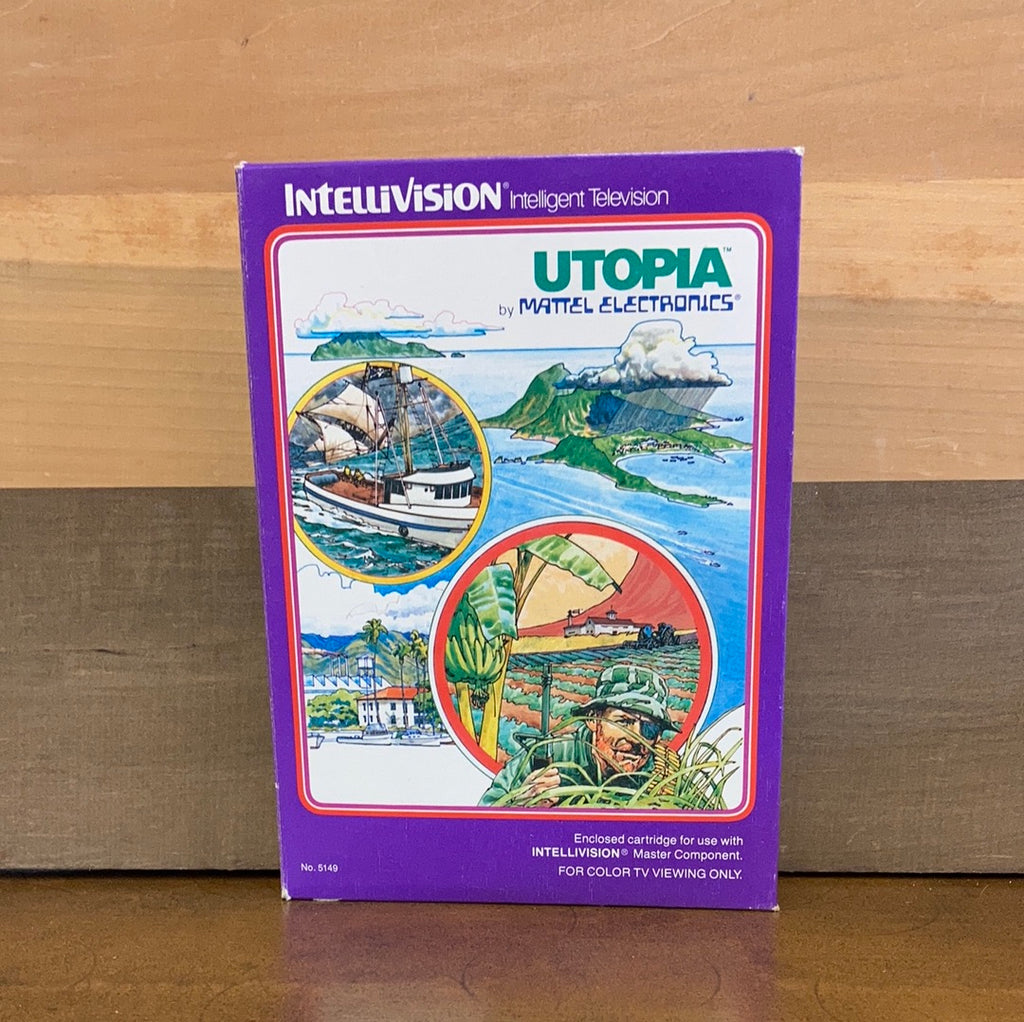 INTELLIVISION® Intelligent Television
UTOPIA™
by MATTEL ELECTRONICS®
Enclosed cartridge for use with
INTELLIVISION® Master Component.
No. 5149
FOR COLOR TV VIEWING ONLY.